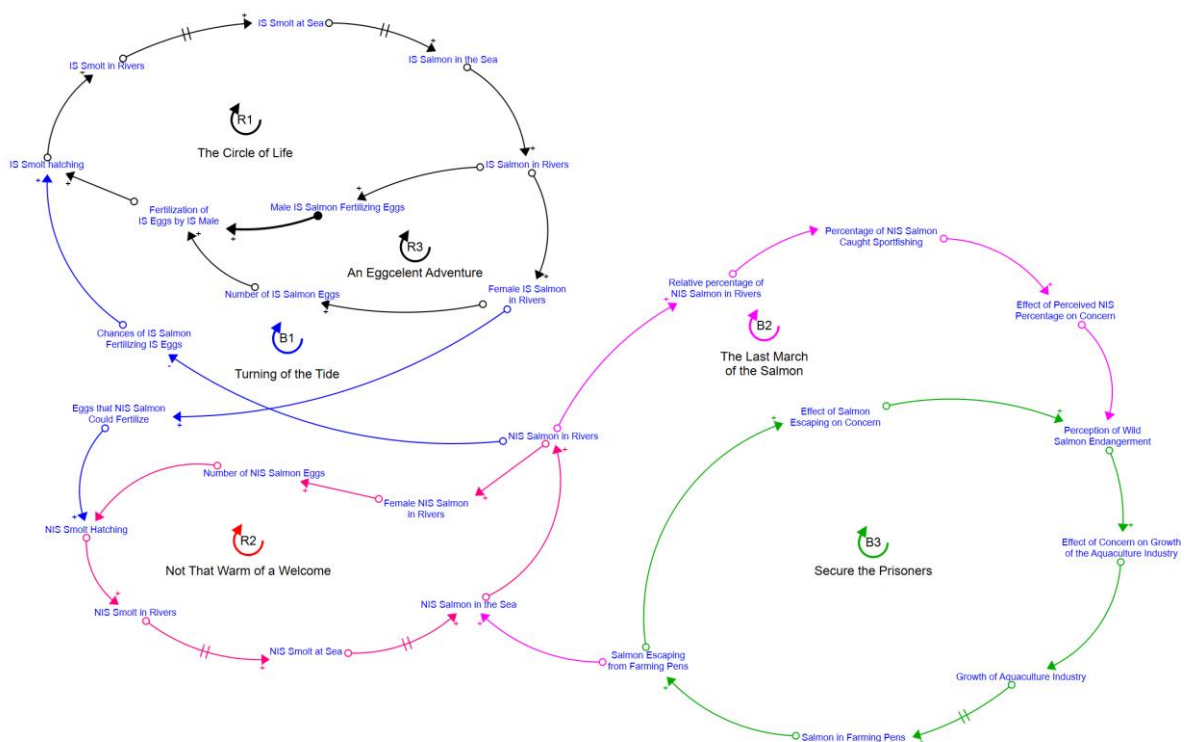 IS Smolt at Sea
IS Smolt in Rivers
IS Salmon in the Sea
R1
The Circle of Life
IS Smolt hatching
IS Salmon in Rivers
Fertilization of
IS Eggs by IS Male
Male IS Salmon Fertilizing Eggs
R3
An Eggcelent Adventure
Number of IS Salmon Eggs
Female IS Salmon
in Rivers
Chances of IS Salmon
Fertilizing IS Eggs
B1
Turning of the Tide
Eggs that NIS Salmon
Could Fertilize
NIS Salmon in Rivers
Number of NIS Salmon Eggs
Female NIS Salmon
in Rivers
NIS Smolt Hatching
R2
Not That Warm of a Welcome
NIS Smolt in Rivers
NIS Smolt at Sea
NIS Salmon in the Sea
Percentage of NIS Salmon
Caught Sportfishing
Relative percentage of
NIS Salmon in Rivers
Effect of Perceived NIS
Percentage on Concern
B2
The Last March
of the Salmon
Effect of Salmon
Escaping on Concern
Perception of Wild
Salmon Endangerment
B3
Secure the Prisoners
Effect of Concern on Growth
of the Aquaculture Industry
Salmon Escaping
from Farming Pens
Growth of Aquaculture Industry
Salmon in Farming Pens